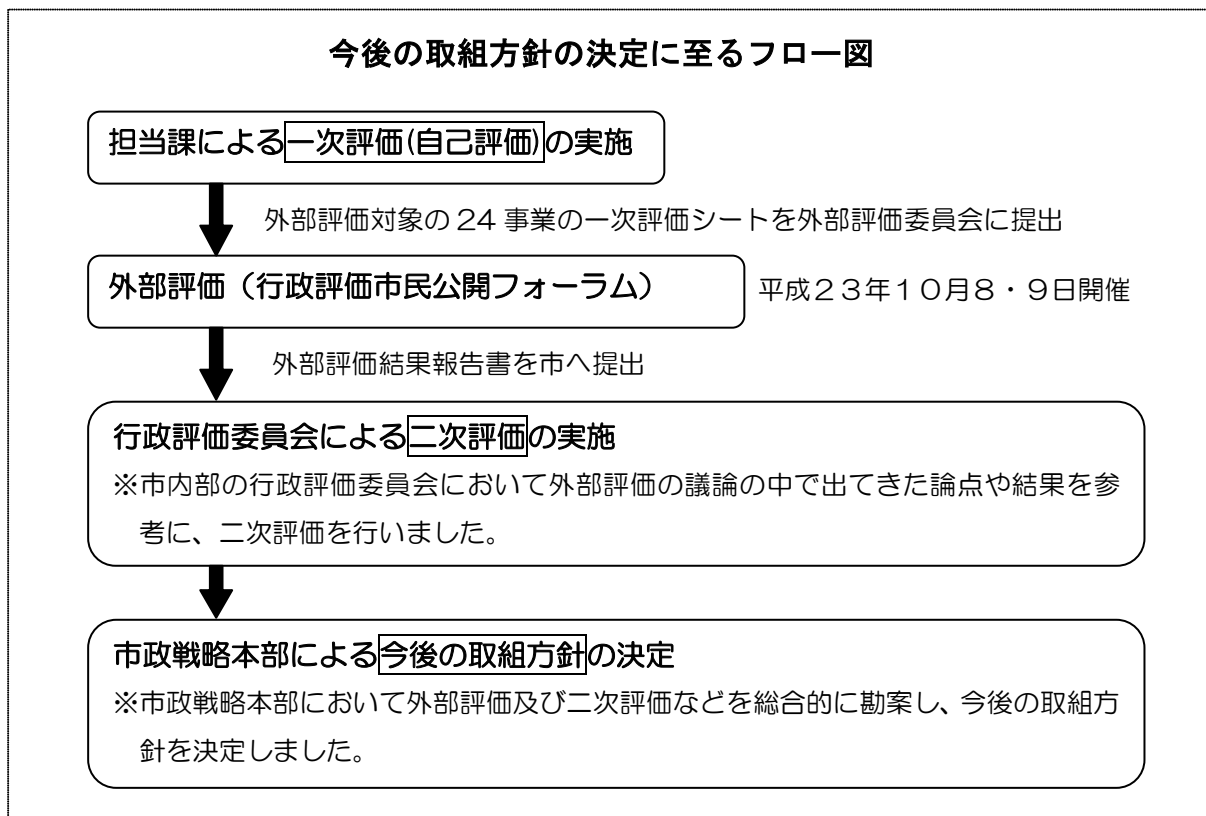 今後の取組方針の決定に至るフロー図
担当課による一次評価(自己評価)の実施
外部評価対象の 24 事業の一次評価シートを外部評価委員会に提出
外部評価（行政評価市民公開フォーラム）
平成２３年１０月８・９日開催
外部評価結果報告書を市へ提出
行政評価委員会による二次評価の実施
※市内部の行政評価委員会において外部評価の議論の中で出てきた論点や結果を参
考に、二次評価を行いました。
市政戦略本部による今後の取組方針の決定
※市政戦略本部において外部評価及び二次評価などを総合的に勘案し、今後の取組方
針を決定しました。